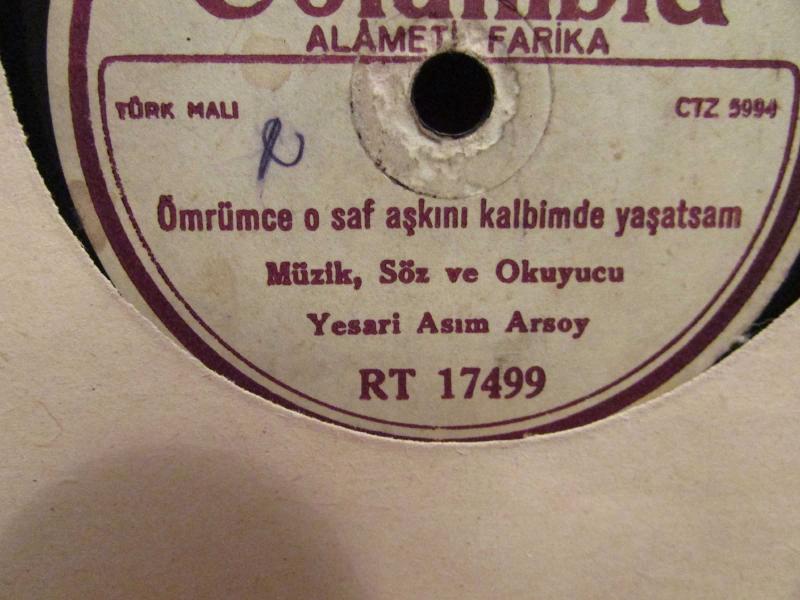 Columbia
ALÂMETİ FARİKA
TÜRK MALI
CTZ 5994
Ömrümce o saf aşkını kalbimde yaşatsam
Müzik, Söz ve Okuyucu
Yesari Asım Arsoy
RT 17499